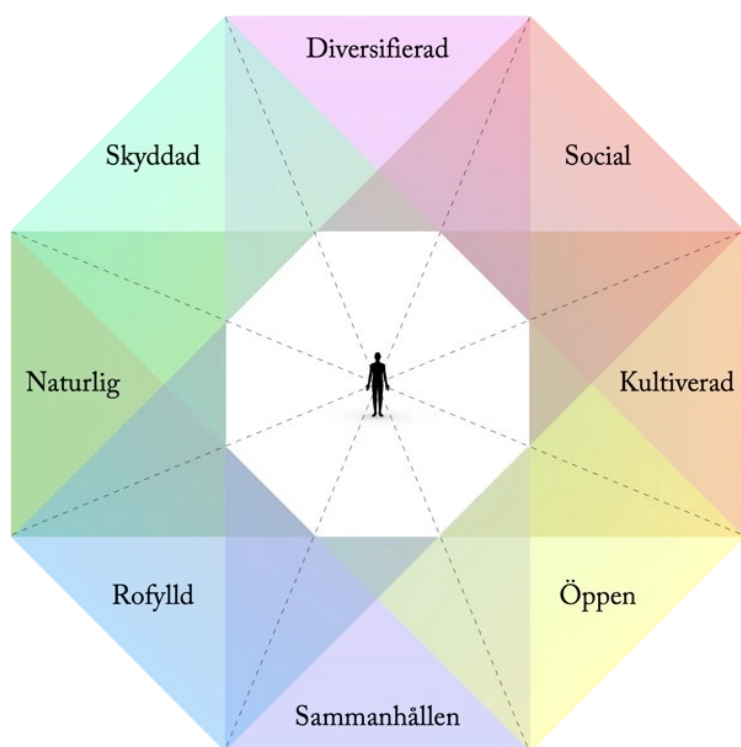 Diversifierad
Skyddad
Social
Naturlig
Kultiverad
Rofylld
Öppen
Sammanhållen